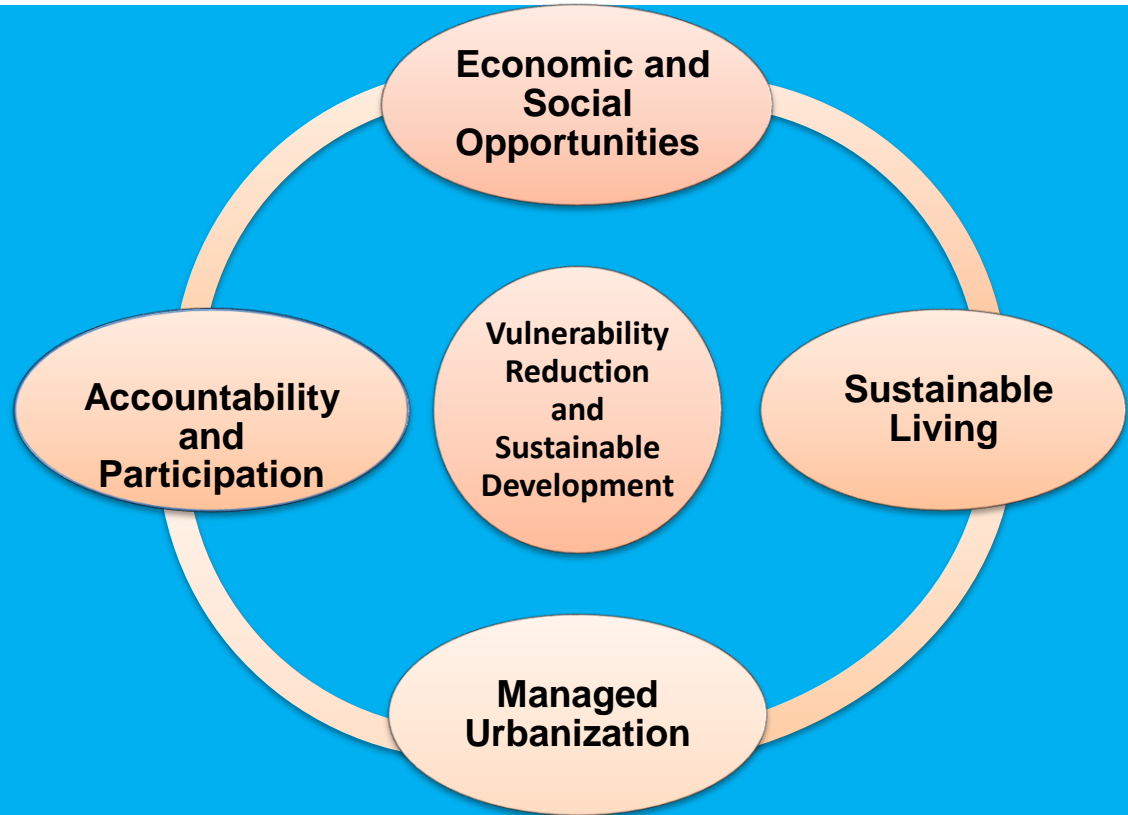 Economic and
Social
Opportunities
Vulnerability
Reduction
and
Sustainable
Development
Accountability
and
Participation
Sustainable
Living
Managed
Urbanization